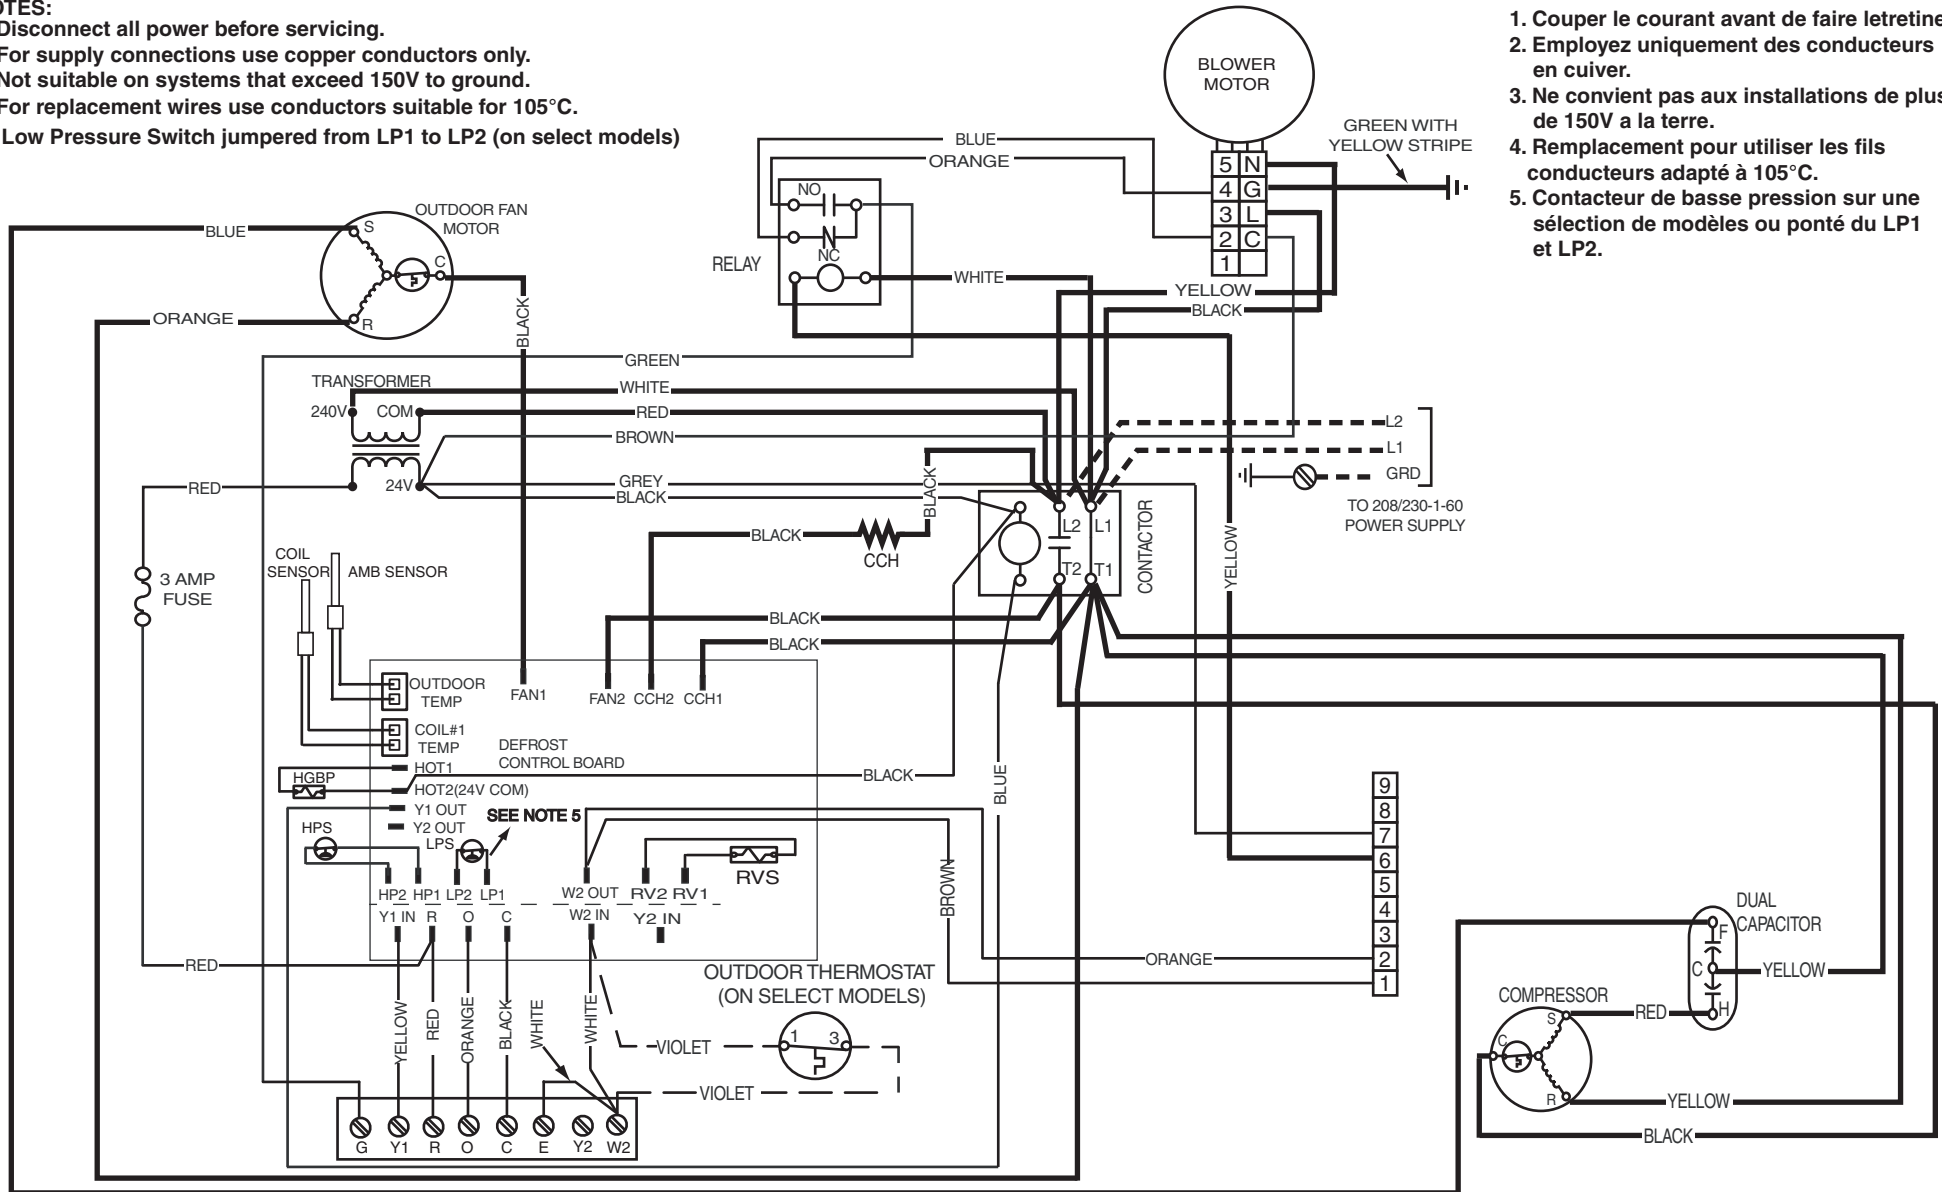 OTES:
Disconnect all power before servicing.
For supply connections use copper conductors only.
Not suitable on systems that exceed 150V to ground.
For replacement wires use conductors suitable for 105°C.
Low Pressure Switch jumpered from LP1 to LP2 (on select models)
1. Couper le courant avant de faire letretine
2. Employez uniquement des conducteurs
en cuiver.
3. Ne convient pas aux installations de plus
de 150V a la terre.
4. Remplacement pour utiliser les fils
conducteurs adapté à 105°C.
5. Contacteur de basse pression sur une
sélection de modèles ou ponté du LP1
et LP2.
BLOWER
MOTOR
GREEN WITH
YELLOW STRIPE
BLUE
ORANGE
5 N
4 G
3 L
2 C
1
NO
NC
RELAY
WHITE
YELLOW
BLACK
OUTDOOR FAN
MOTOR
S
C
R
BLUE
ORANGE
BLACK
GREEN
TRANSFORMER
WHITE
240V
COM
RED
BROWN
24V
RED
GREY
BLACK
BLACK
L2
L1
GRD
TO 208/230-1-60
POWER SUPPLY
BLACK
CCH
L2
L1
T2
T1
CONTACTOR
YELLOW
COIL
SENSOR
AMB SENSOR
3 AMP
FUSE
BLACK
BLACK
OUTDOOR
TEMP
FAN1
FAN2
CCH2
CCH1
COIL#1
TEMP
DEFROST
CONTROL BOARD
HOT1
HGBP
HOT2(24V COM)
BLACK
BLUE
Y1 OUT
SEE NOTE 5
Y2 OUT
HPS
LPS
RVS
HP2
HP1
LP2
LP1
W2 OUT
RV2
RV1
Y1 IN
R
O
C
W2 IN
Y2 IN
BROWN
9
8
7
6
5
4
3
2
1
ORANGE
RED
OUTDOOR THERMOSTAT
(ON SELECT MODELS)
1
3
YELLOW
RED
ORANGE
BLACK
WHITE
WHITE
VIOLET
VIOLET
G
Y1
R
O
C
E
Y2
W2
DUAL
CAPACITOR
F
C
H
YELLOW
COMPRESSOR
S
C
R
RED
YELLOW
BLACK